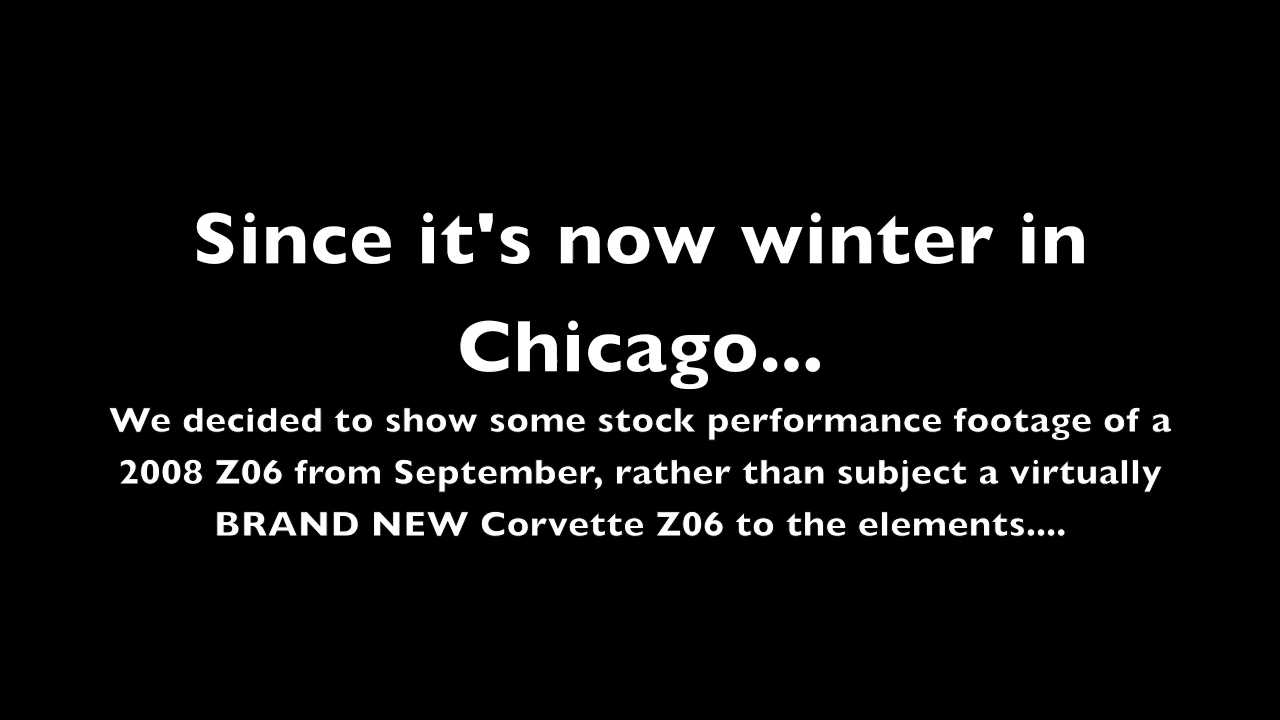 Since it's now winter in
Chicago...
We decided to show some stock performance footage of a
2008 Z06 from September, rather than subject a virtually
BRAND NEW Corvette Z06 to the elements....